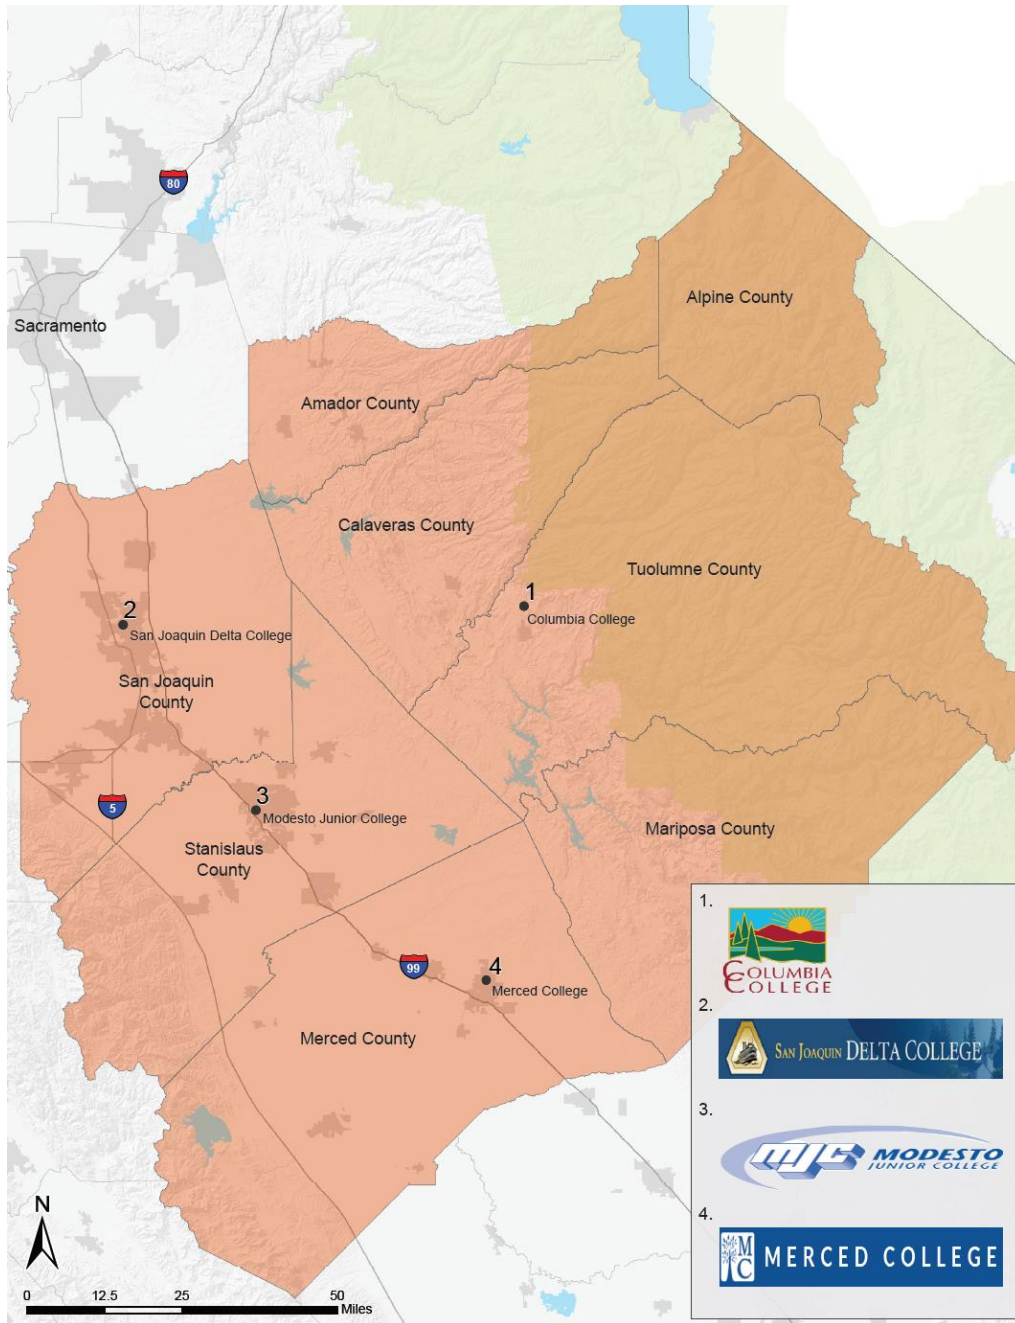 80
Alpine County
Sacramento
Amador County
Calaveras County
Tuolumne County
1
Columbia College
2
San Joaquin Delta College
San Joaquin
County
5
3
Modesto Junior College
Mariposa County
Stanislaus
County
99
4
Merced College
Merced County
1.
COLUMBIA
COLLEGE
2.
SAN JOAQUIN DELTA COLLEGE
3.
MJC MODESTO
JUNIOR COLLEGE
4.
M
C
MERCED COLLEGE
N
0 12.5 25 50
Miles